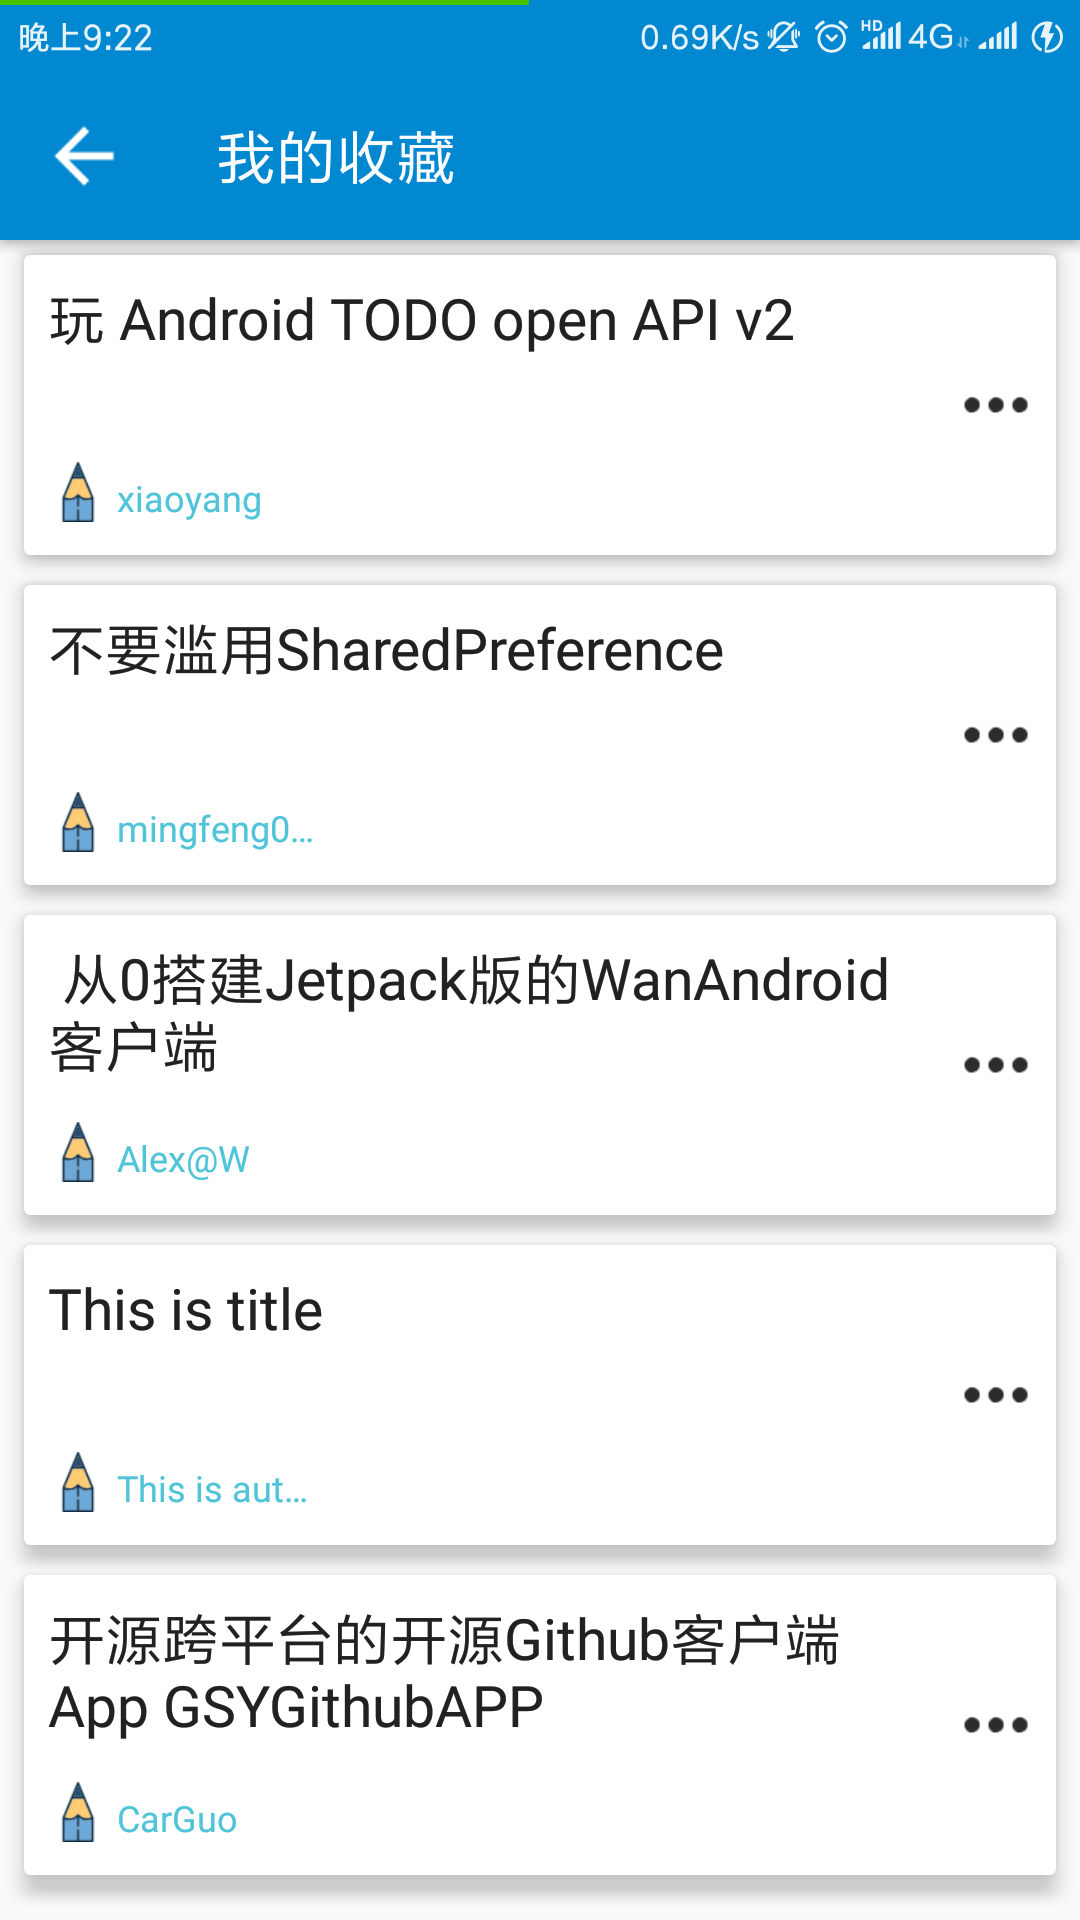 晚上9:22
0.69K/s HD 4G
我的收藏
玩 Android TODO open API v2
xiaoyang
不要滥用SharedPreference
mingfeng0...
从0搭建Jetpack版的WanAndroid
客户端
Alex@W
This is title
This is aut...
开源跨平台的开源Github客户端
App GSYGithubAPP
CarGuo